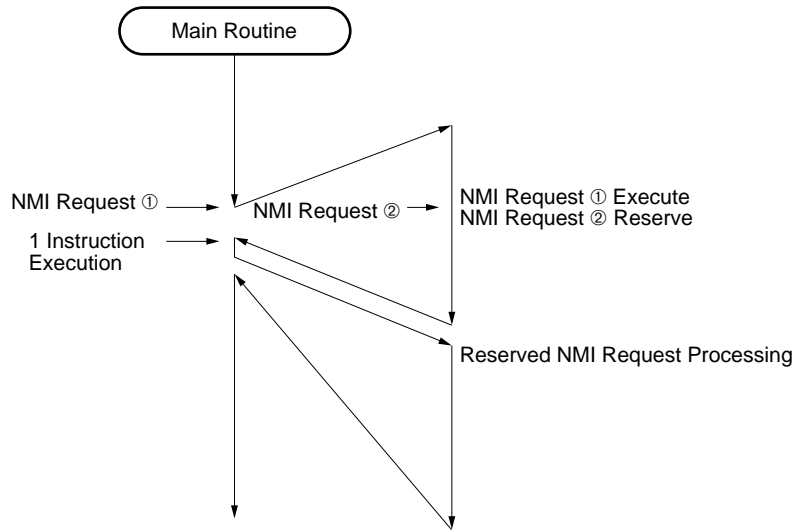 Main Routine
NMI Request ①
NMI Request ②
NMI Request ① Execute
NMI Request ② Reserve
1 Instruction
Execution
Reserved NMI Request Processing